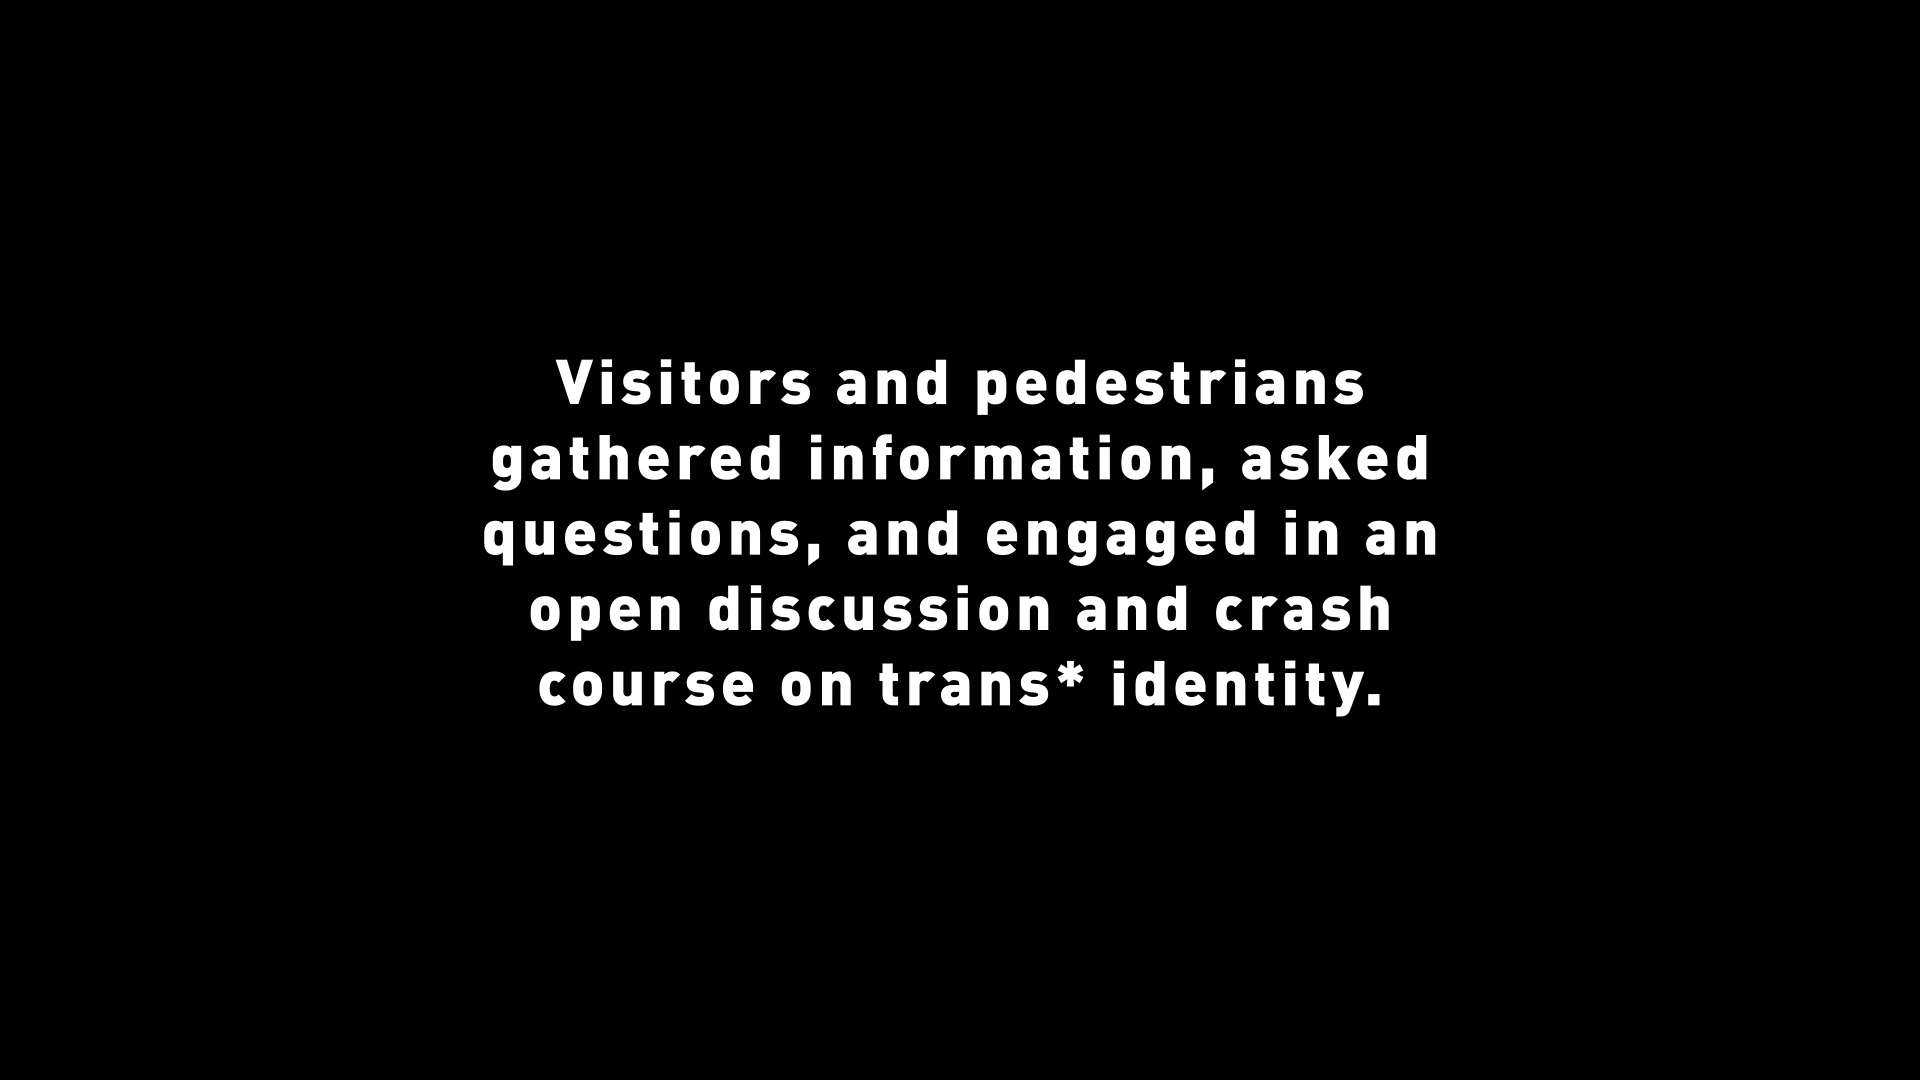 Visitors and pedestrians
gathered information, asked
questions, and engaged in an
open discussion and crash
course on trans* identity.